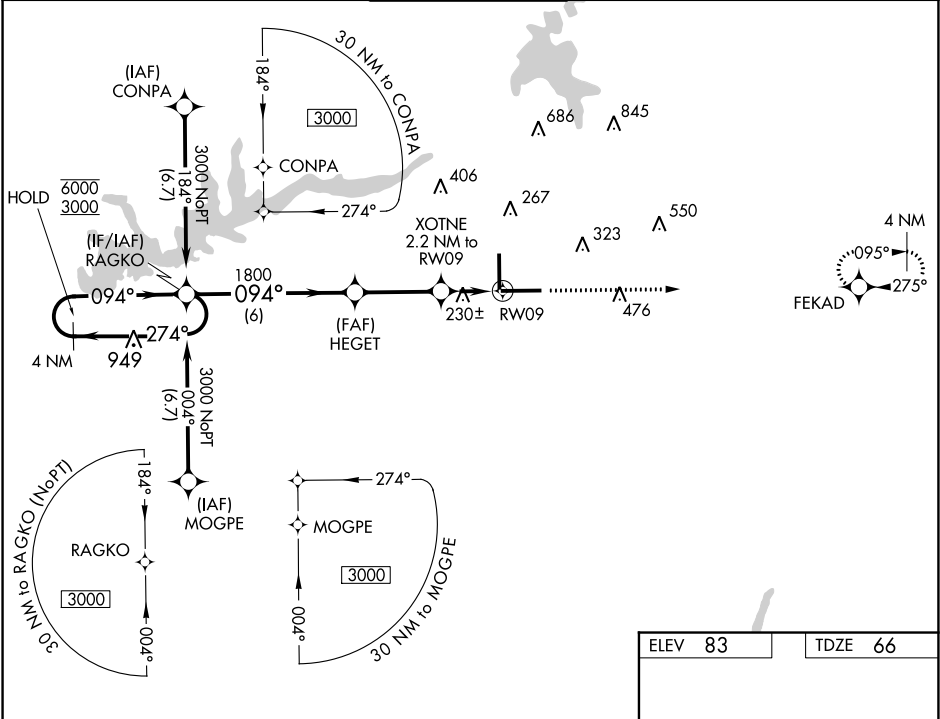 (IAF)
CONPA
184°
30 NM to CONPA
3000
CONPA
274°
686
845
406
267
323
550
HOLD
6000
3000
3000 NoPT
184°
(6.7)
(IF/IAF)
RAGKO
094°
274°
4 NM
949
1800
094°
(6)
(FAF)
HEGET
XOTNE
2.2 NM to
RW09
230±
RW09
476
4 NM
095°
275°
FEKAD
3000 NoPT
004°
(6.7)
(IAF)
MOGPE
30 NM to RAGKO (NoPT)
184°
RAGKO
3000
004°
274°
MOGPE
3000
004°
30 NM to MOGPE
ELEV 83
TDZE 66